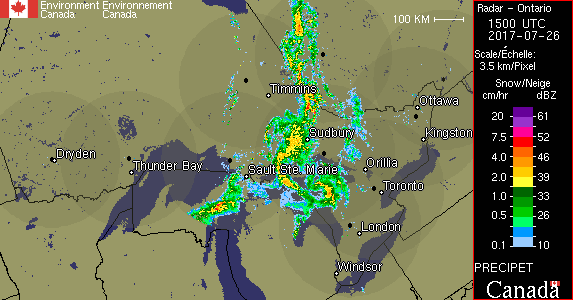 Environment Environnement
Canada Canada
100 KM
Radar - Ontario
1500 UTC
2017-07-26
Scale/Échelle:
3.5 km/Pixel
Snow/Neige
cm/hr dBZ
20 61
7.5 52
4.0 46
2.0 39
1.0 33
0.5 26
0.1 10
PRECIPET
Canada
Timmins
Ottawa
Sudbury
Kingston
Dryden
Thunder Bay
Sault Ste. Marie
Orillia
Toronto
London
Windsor